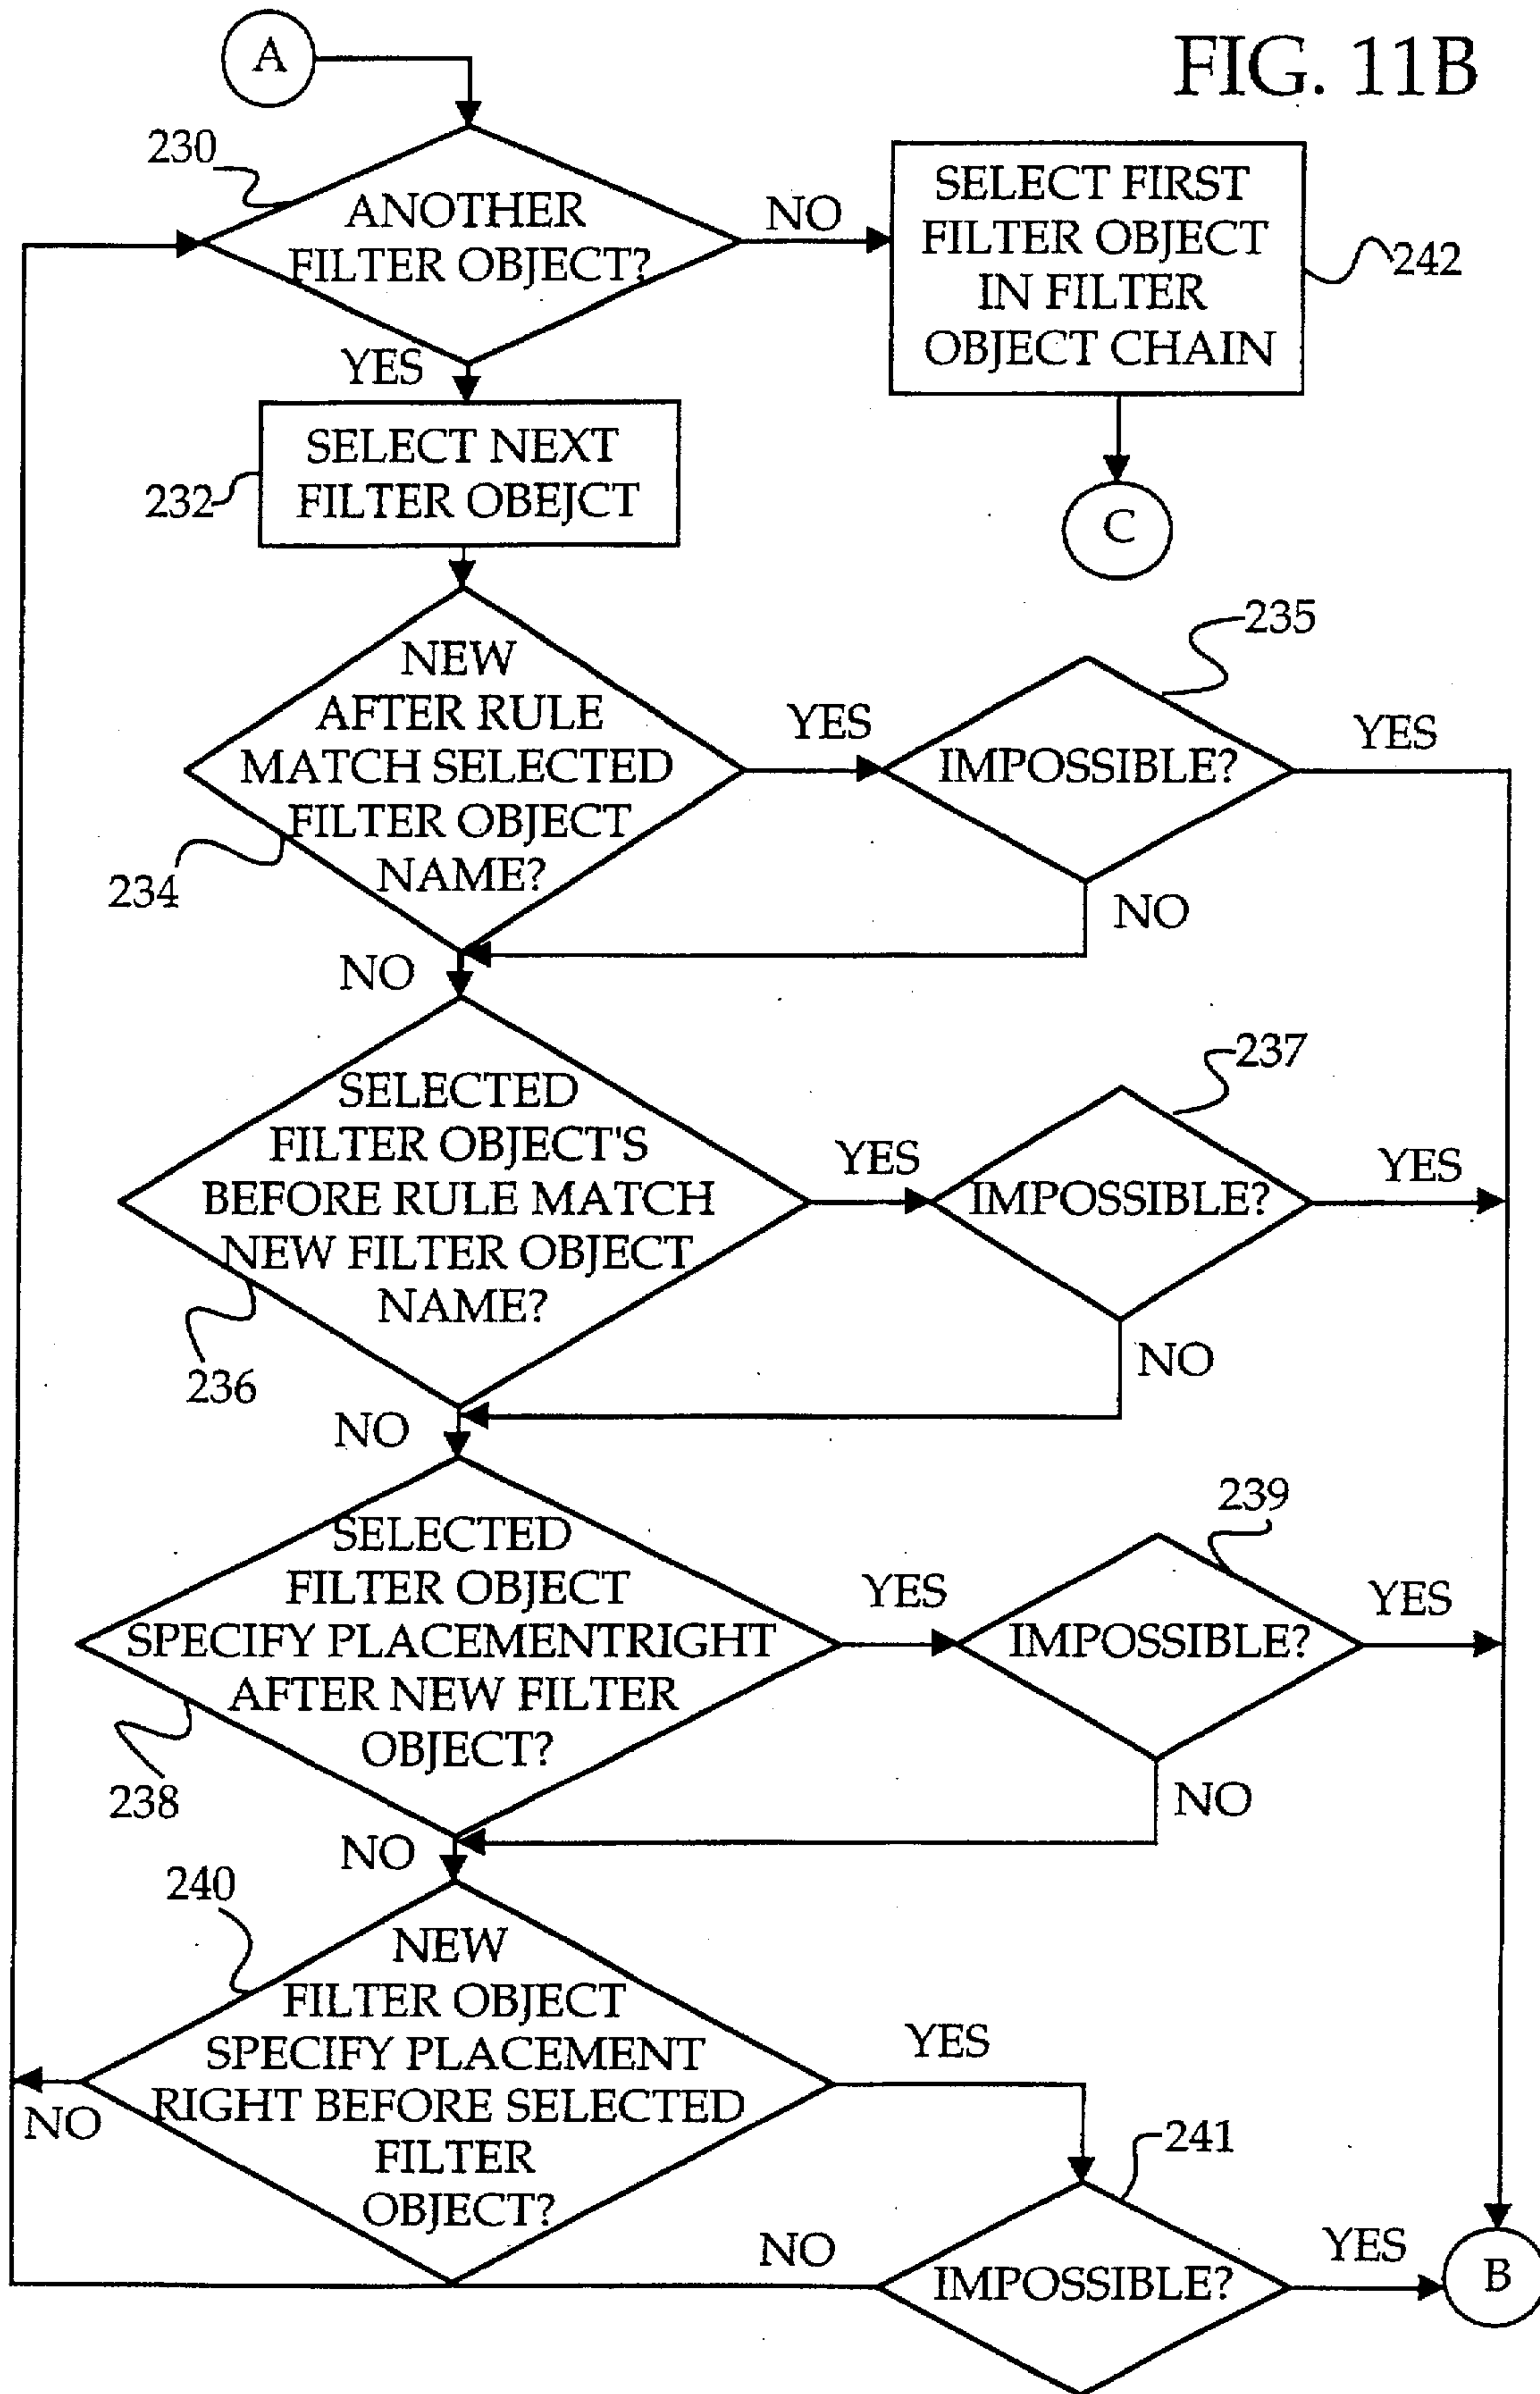 FIG. 11B
A
230
ANOTHER
FILTER OBJECT?
NO
YES
SELECT FIRST
FILTER OBJECT
IN FILTER
OBJECT CHAIN
242
C
SELECT NEXT
FILTER OBEJCT
232
NEW
AFTER RULE
MATCH SELECTED
FILTER OBJECT
NAME?
234
YES
235
IMPOSSIBLE?
YES
NO
NO
SELECTED
FILTER OBJECT'S
BEFORE RULE MATCH
NEW FILTER OBJECT
NAME?
236
YES
237
IMPOSSIBLE?
YES
NO
NO
SELECTED
FILTER OBJECT
SPECIFY PLACEMENTRIGHT
AFTER NEW FILTER
OBJECT?
238
YES
239
IMPOSSIBLE?
YES
NO
NO
240
NEW
FILTER OBJECT
SPECIFY PLACEMENT
RIGHT BEFORE SELECTED
FILTER
OBJECT?
NO
YES
241
IMPOSSIBLE?
NO
YES
B